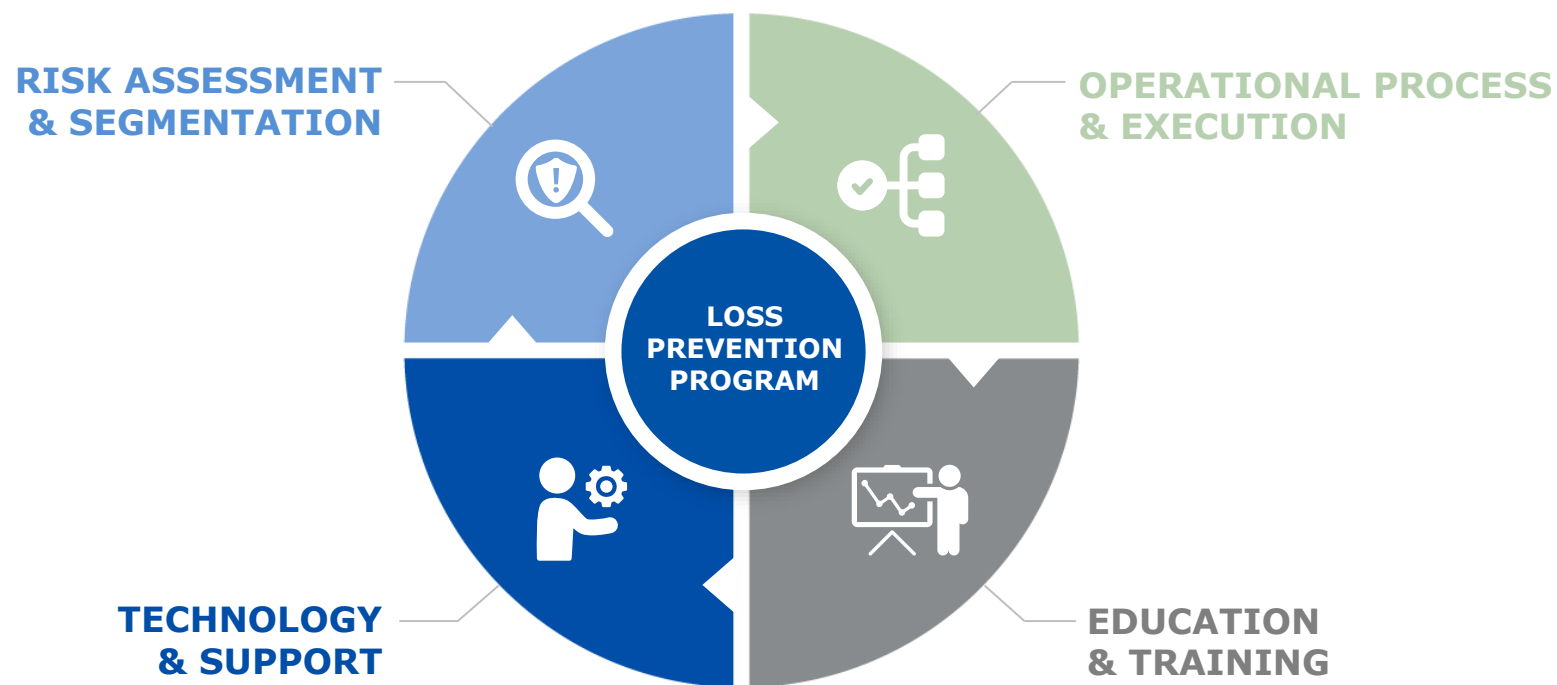 RISK ASSESSMENT
& SEGMENTATION
OPERATIONAL PROCESS
& EXECUTION
LOSS
PREVENTION
PROGRAM
TECHNOLOGY
& SUPPORT
EDUCATION
& TRAINING